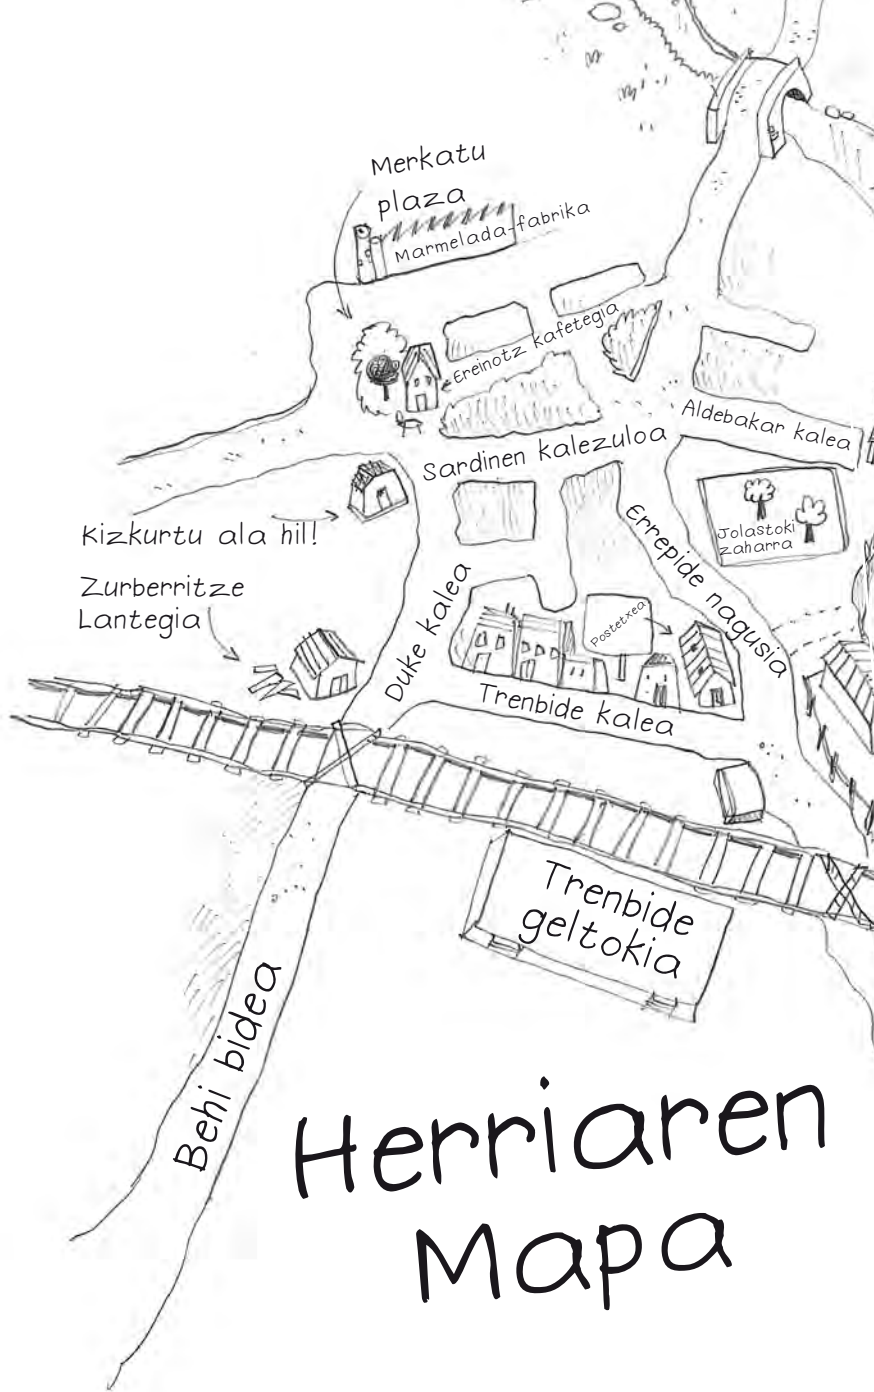 Merkatu
plaza
Marmelada-fabrika
Ereinotz kafetegia
Aldebakar kalea
Sardinen kalezuloa
Jolastoki
zaharra
Kizkurtu ala hil!
Errepide nagusia
Zurberritze
Lantegia
Duke kalea
Postetxea
Trenbide kalea
Trenbide
geltokia
Behi bidea
Herriaren
Mapa